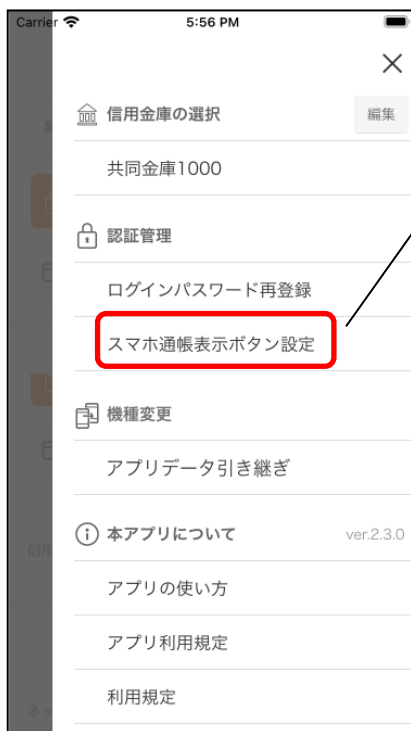 Carrier 5:56 PM
信用金庫の選択 編集
共同金庫1000
認証管理
ログインパスワード再登録
スマホ通帳表示ボタン設定
機種変更
アプリデータ引き継ぎ
本アプリについて ver.2.3.0
アプリの使い方
アプリ利用規定
利用規定